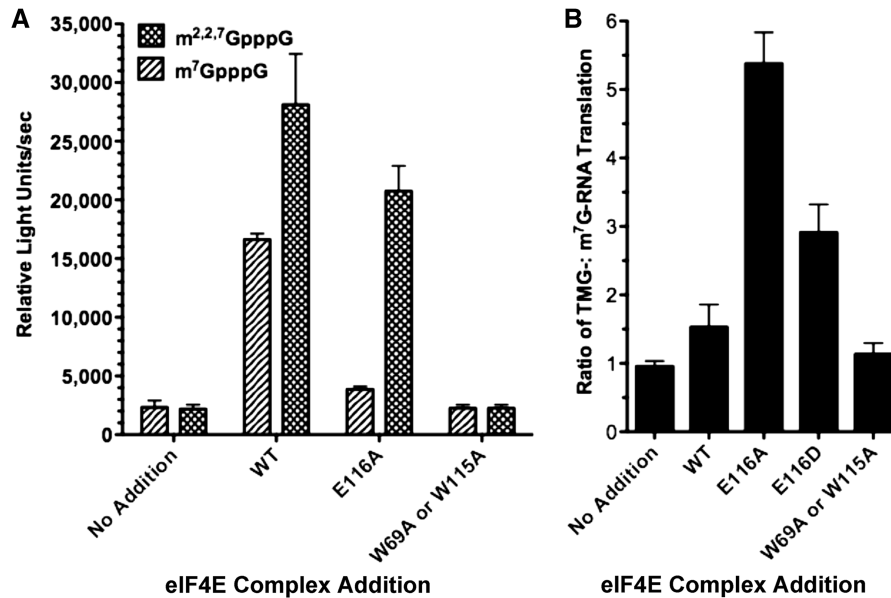 A
Relative Light Units/sec
35,000
30,000
25,000
20,000
15,000
10,000
5,000
0
m2,2,7GpppG
m7GpppG
No Addition
WT
E116A
W69A or W115A
eIF4E Complex Addition
B
Ratio of TMG-: m7G-RNA Translation
6
5
4
3
2
1
0
No Addition
WT
E116A
E116D
W69A or W115A
eIF4E Complex Addition